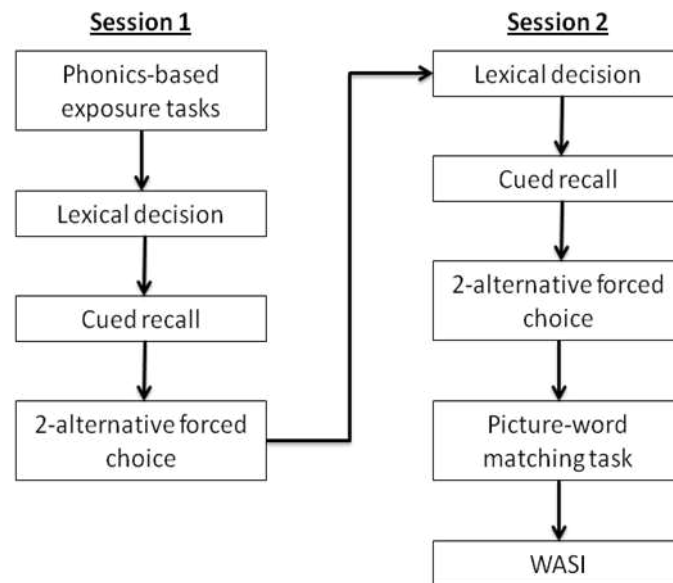 Session 1
Phonics-based
exposure tasks
Lexical decision
Cued recall
2-alternative forced
choice
Session 2
Lexical decision
Cued recall
2-alternative forced
choice
Picture-word
matching task
WASI